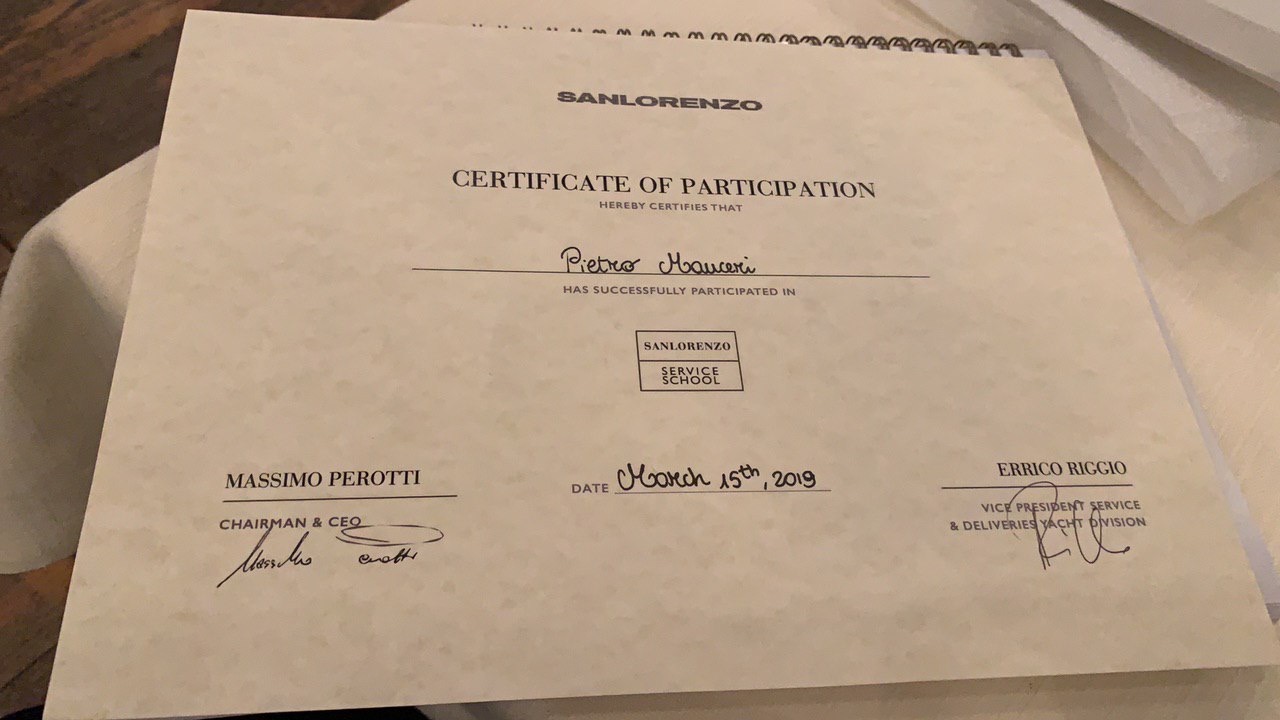 SANLORENZO
CERTIFICATE OF PARTICIPATION
HEREBY CERTIFIES THAT
Pietro Mauceri
HAS SUCCESSFULLY PARTICIPATED IN
SANLORENZO
SERVICE
SCHOOL
MASSIMO PEROTTI
CHAIRMAN & CEO
DATE March 15th, 2019
ERRICO RIGGIO
VICE PRESIDENT SERVICE
& DELIVERIES YACHT DIVISION